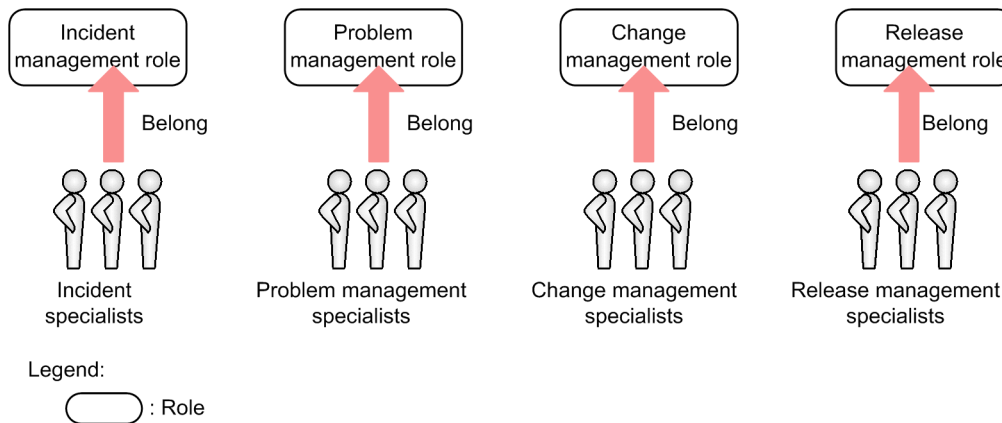 Incident
management role
Problem
management role
Change
management role
Release
management role
Belong
Belong
Belong
Belong
Incident
specialists
Problem management
specialists
Change management
specialists
Release management
specialists
Legend:
: Role